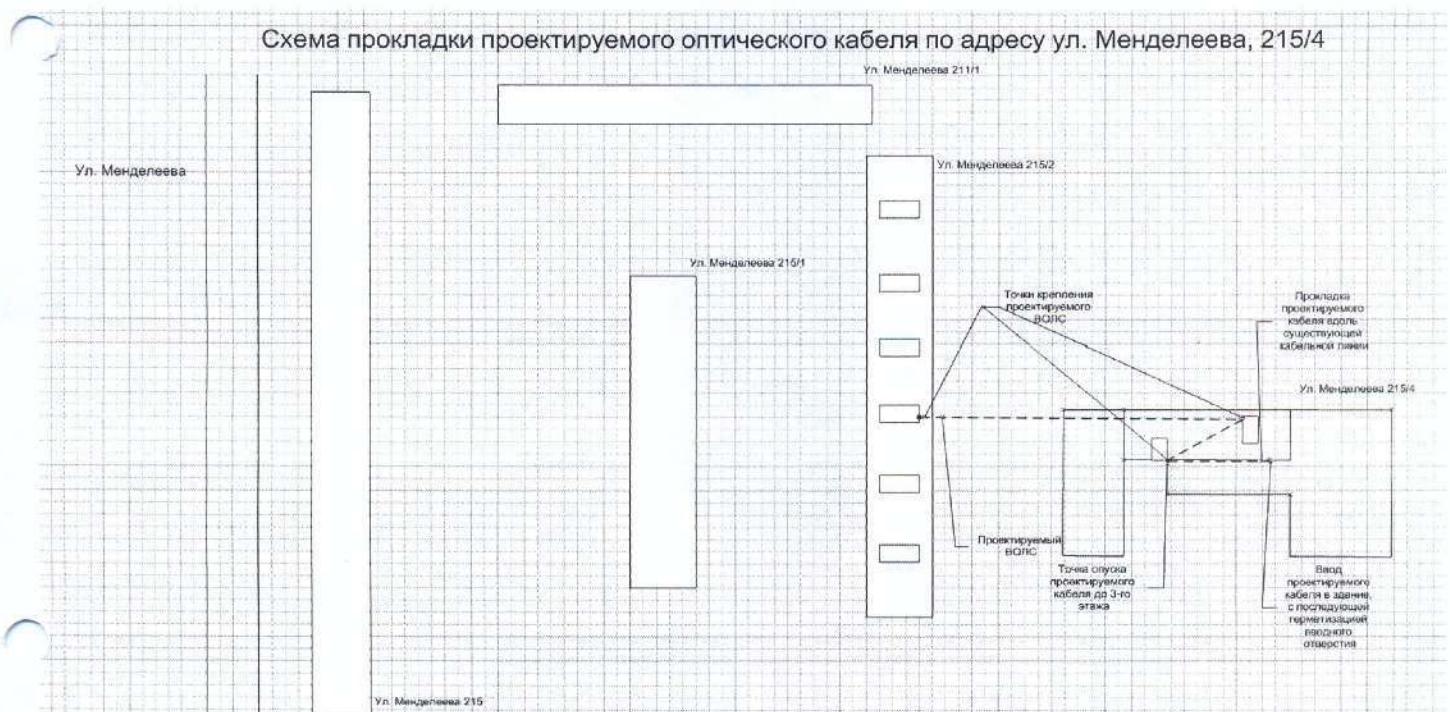 Схема прокладки проектируемого оптического кабеля по адресу ул. Менделеева, 215/4
Ул. Менделеева 211/1
Ул. Менделеева
Ул. Менделеева 215/2
Ул. Менделеева 215/1
Точки крепления
проектируемого
ВОЛС
Прокладка
проектируемого
кабеля вдоль
существующей
кабельной линии
Ул. Менделеева 215/4
Проектируемый
ВОЛС
Точка спуска
проектируемого
кабеля до 3-го
этажа
Ввод
проектируемого
кабеля в здание,
с последующей
герметизацией
вводного
отверстия
Ул. Менделеева 215